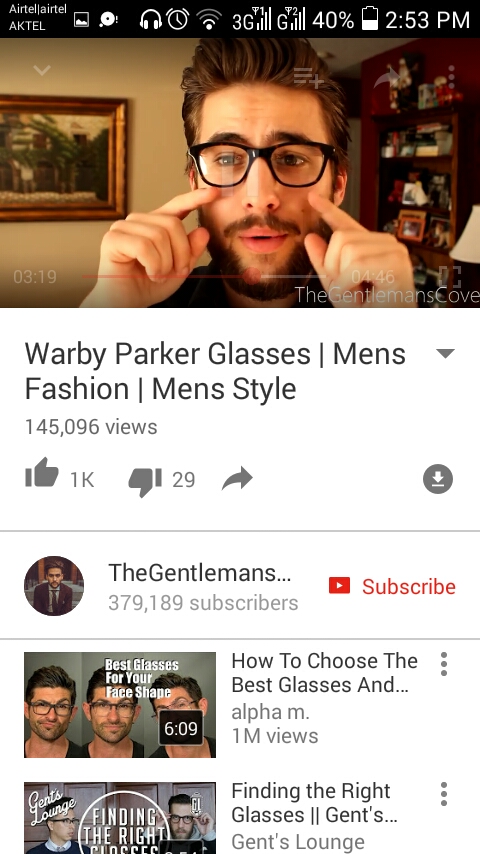 Airtel|airtel
AKTEL
3G 1 G 2 40% 2:53 PM
03:19 04:46
TheGentlemansCove
Warby Parker Glasses | Mens
Fashion | Mens Style
145,096 views
1K 29
TheGentlemans...
379,189 subscribers
Subscribe
Best Glasses
For Your
Face Shape
6:09
How To Choose The
Best Glasses And...
alpha m.
1M views
Gent's
Lounge
GL
FINDING
THE RIGHT
GLASSES
Finding the Right
Glasses || Gent's...
Gent's Lounge